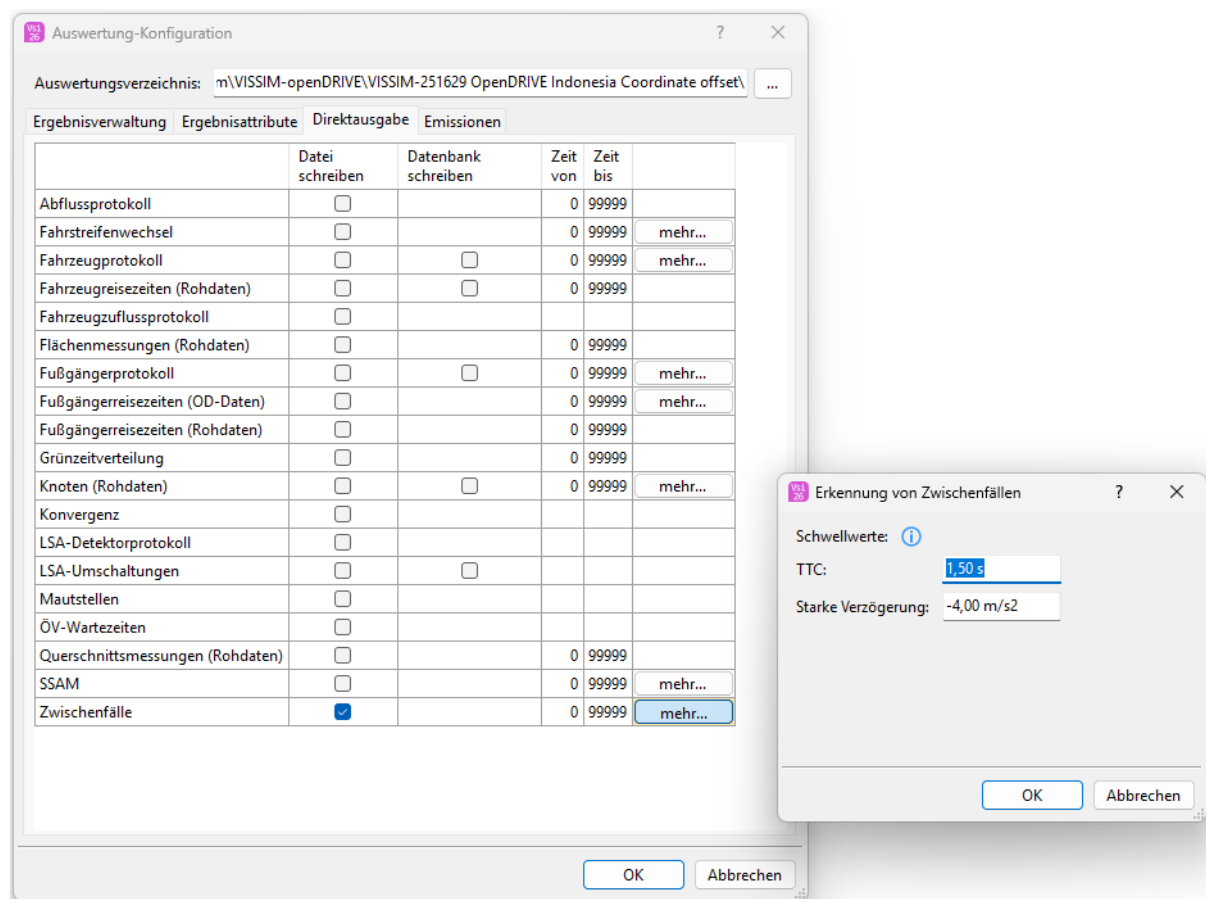 Vs1
26
Auswertung-Konfiguration
?
Auswertungsverzeichnis: m\VISSIM-openDRIVE\VISSIM-251629 OpenDRIVE Indonesia Coordinate offset\ ...
Ergebnisverwaltung Ergebnisattribute Direktausgabe Emissionen
Datei schreiben Datenbank schreiben Zeit von Zeit bis
Abflussprotokoll 0 99999
Fahrstreifenwechsel 0 99999 mehr...
Fahrzeugprotokoll 0 99999 mehr...
Fahrzeugreisezeiten (Rohdaten) 0 99999
Fahrzeugzuflussprotokoll
Flächenmessungen (Rohdaten) 0 99999
Fußgängerprotokoll 0 99999 mehr...
Fußgängerreisezeiten (OD-Daten) 0 99999 mehr...
Fußgängerreisezeiten (Rohdaten) 0 99999
Grünzeitverteilung 0 99999
Knoten (Rohdaten) 0 99999 mehr...
Konvergenz
LSA-Detektorprotokoll
LSA-Umschaltungen
Mautstellen
ÖV-Wartezeiten
Querschnittsmessungen (Rohdaten) 0 99999
SSAM 0 99999 mehr...
Zwischenfälle 0 99999 mehr...
OK Abbrechen
Vs1
26
Erkennung von Zwischenfällen
?
Schwellwerte: i
TTC: 1,50 s
Starke Verzögerung: -4,00 m/s2
OK Abbrechen